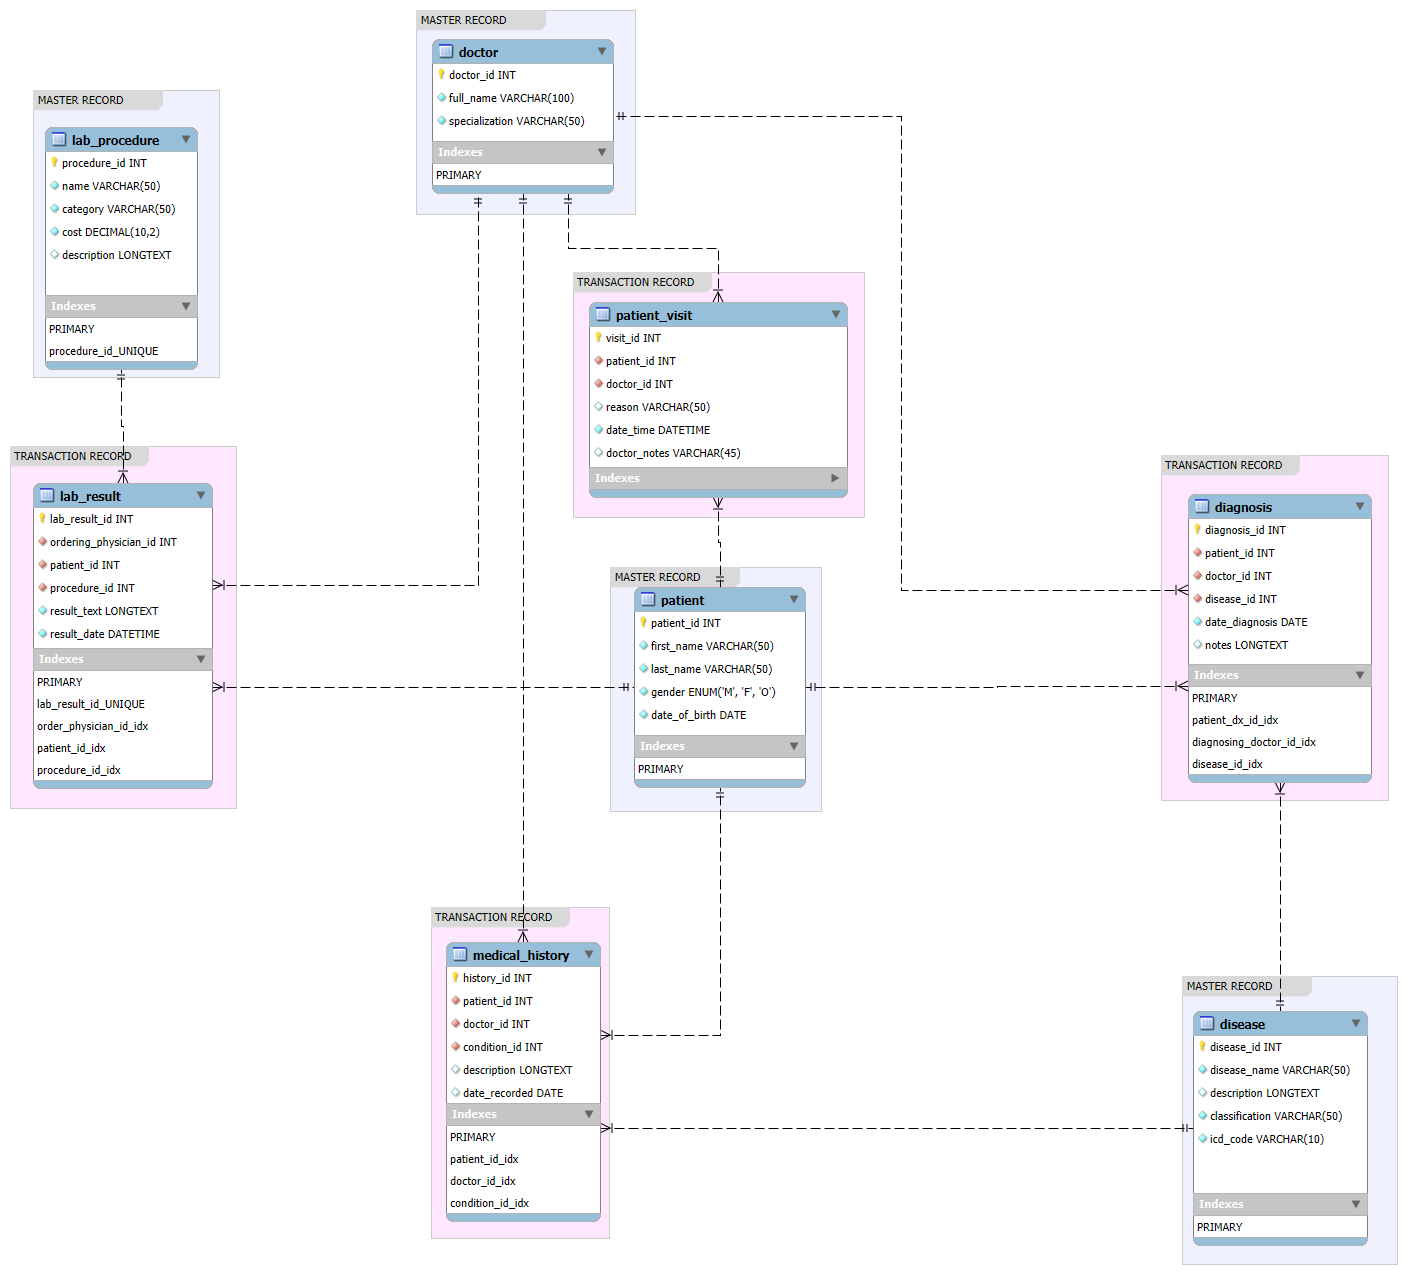 MASTER RECORD
doctor
doctor_id INT
full_name VARCHAR(100)
specialization VARCHAR(50)
Indexes
PRIMARY
MASTER RECORD
lab_procedure
procedure_id INT
name VARCHAR(50)
category VARCHAR(50)
cost DECIMAL(10,2)
description LONGTEXT
Indexes
PRIMARY
procedure_id_UNIQUE
TRANSACTION RECORD
patient_visit
visit_id INT
patient_id INT
doctor_id INT
reason VARCHAR(50)
date_time DATETIME
doctor_notes VARCHAR(45)
Indexes
TRANSACTION RECORD
lab_result
lab_result_id INT
ordering_physician_id INT
patient_id INT
procedure_id INT
result_text LONGTEXT
result_date DATETIME
Indexes
PRIMARY
lab_result_id_UNIQUE
order_physician_id_idx
patient_id_idx
procedure_id_idx
MASTER RECORD
patient
patient_id INT
first_name VARCHAR(50)
last_name VARCHAR(50)
gender ENUM('M', 'F', 'O')
date_of_birth DATE
Indexes
PRIMARY
TRANSACTION RECORD
diagnosis
diagnosis_id INT
patient_id INT
doctor_id INT
disease_id INT
date_diagnosis DATE
notes LONGTEXT
Indexes
PRIMARY
patient_dx_id_idx
diagnosing_doctor_id_idx
disease_id_idx
TRANSACTION RECORD
medical_history
history_id INT
patient_id INT
doctor_id INT
condition_id INT
description LONGTEXT
date_recorded DATE
Indexes
PRIMARY
patient_id_idx
doctor_id_idx
condition_id_idx
MASTER RECORD
disease
disease_id INT
disease_name VARCHAR(50)
description LONGTEXT
classification VARCHAR(50)
icd_code VARCHAR(10)
Indexes
PRIMARY